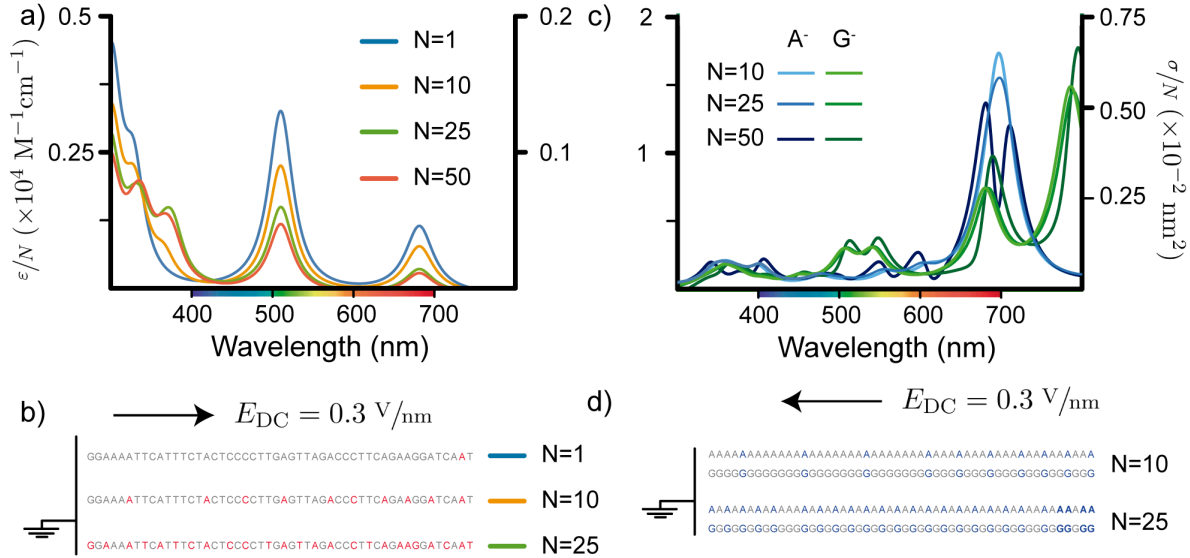 a)
0.5
0.25
ε/N (×10⁴ M⁻¹cm⁻¹)
0.2
0.1
N=1
N=10
N=25
N=50
400 500 600 700
Wavelength (nm)
c)
2
1
0.75
0.50
0.25
σ/N (×10⁻² nm²)
A⁻ G⁻
N=10
N=25
N=50
400 500 600 700
Wavelength (nm)
b)
E_DC = 0.3 V/nm
GGAAAATTCATTTCTACTCCCCTTGAGTTAGACCCTTCAGAAGGATCAAT N=1
GGAAAATTCATTTCTACTCCCCTTGAGTTAGACCCTTCAGAAGGATCAAT N=10
GGAAAATTCATTTCTACTCCCCTTGAGTTAGACCCTTCAGAAGGATCAAT N=25
d)
E_DC = 0.3 V/nm
AAAAAAAAAAAAAAAAAAAAAAAAAAAAAAAAAAAAAAAAAAAAAAAAAA
GGGGGGGGGGGGGGGGGGGGGGGGGGGGGGGGGGGGGGGGGGGGGGGGGG
N=10
AAAAAAAAAAAAAAAAAAAAAAAAAAAAAAAAAAAAAAAAAAAAAAAAAA
GGGGGGGGGGGGGGGGGGGGGGGGGGGGGGGGGGGGGGGGGGGGGGGGGG
N=25